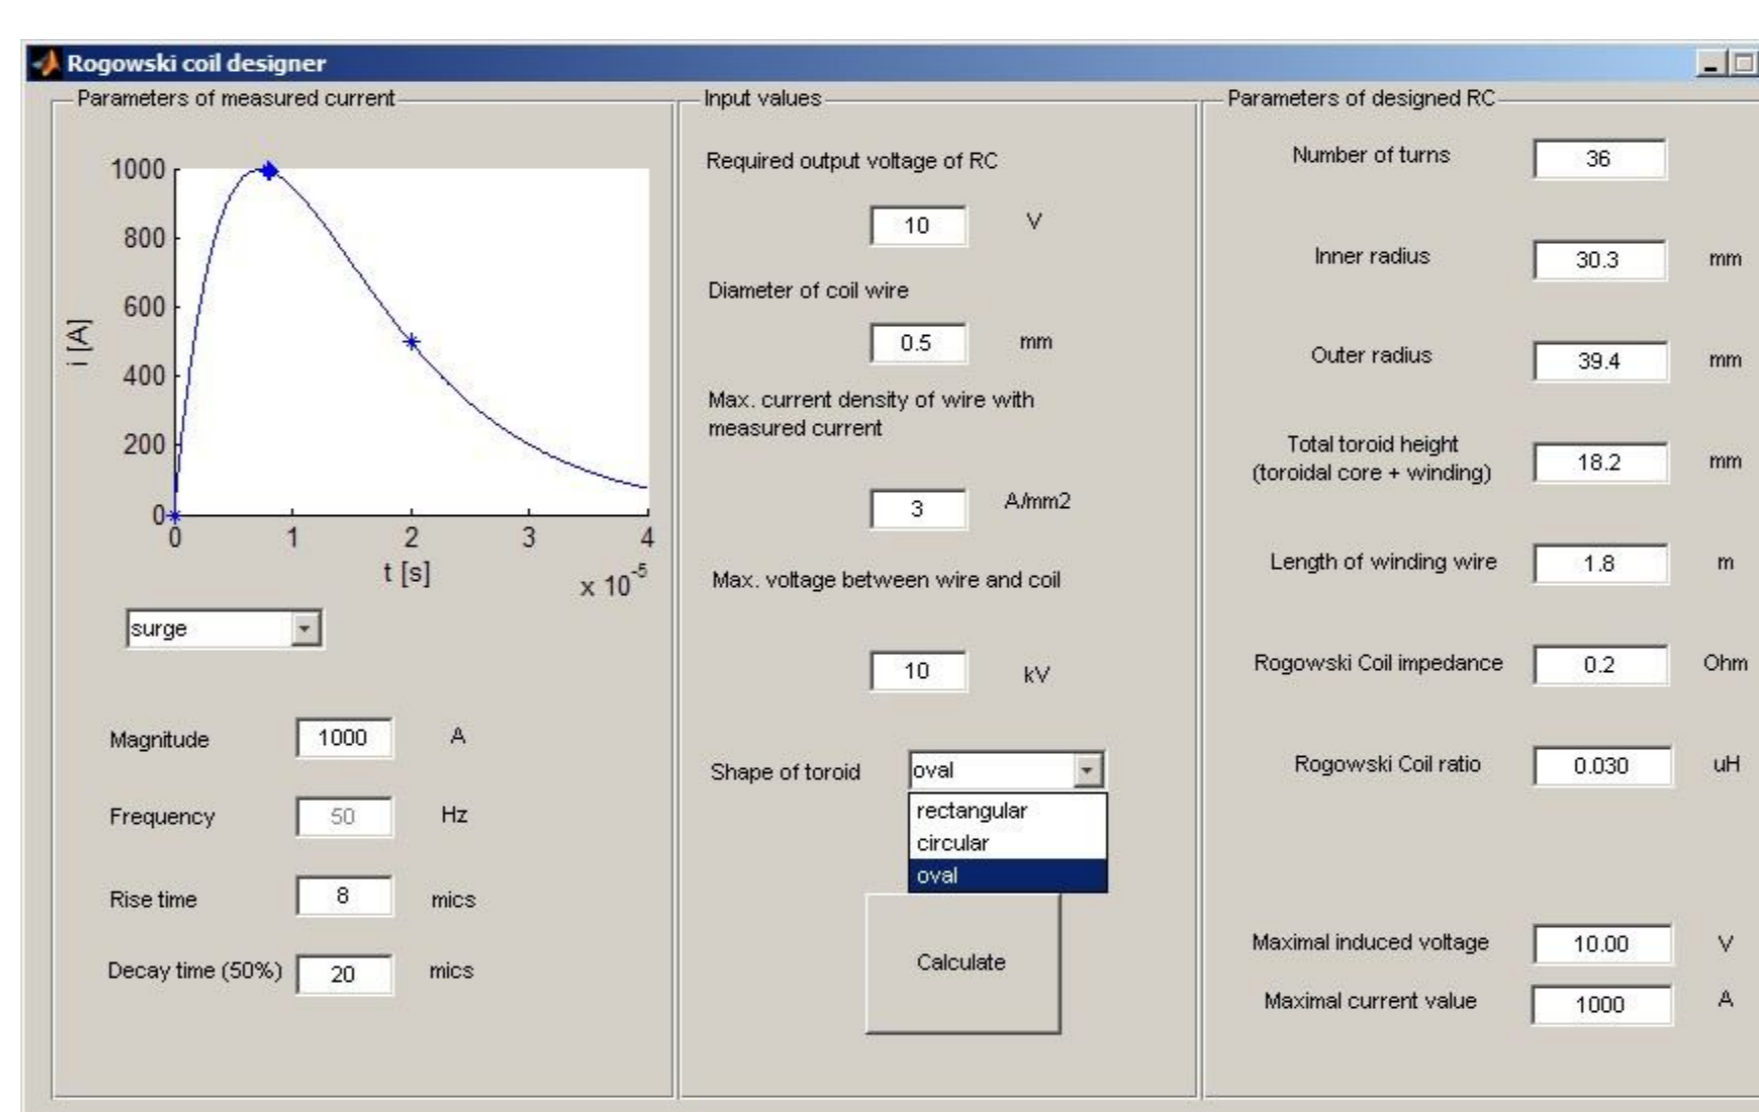 Rogowski coil designer
Parameters of measured current
1000
800
600
400
200
0
i [A]
0 1 2 3 4
t [s]
x 10-5
surge
Magnitude 1000 A
Frequency 50 Hz
Rise time 8 mics
Decay time (50%) 20 mics
Input values
Required output voltage of RC
10 V
Diameter of coil wire
0.5 mm
Max. current density of wire with
measured current
3 A/mm2
Max. voltage between wire and coil
10 kV
Shape of toroid oval
rectangular
circular
oval
Calculate
Parameters of designed RC
Number of turns 36
Inner radius 30.3 mm
Outer radius 39.4 mm
Total toroid height
(toroidal core + winding) 18.2 mm
Length of winding wire 1.8 m
Rogowski Coil impedance 0.2 Ohm
Rogowski Coil ratio 0.030 uH
Maximal induced voltage 10.00 V
Maximal current value 1000 A